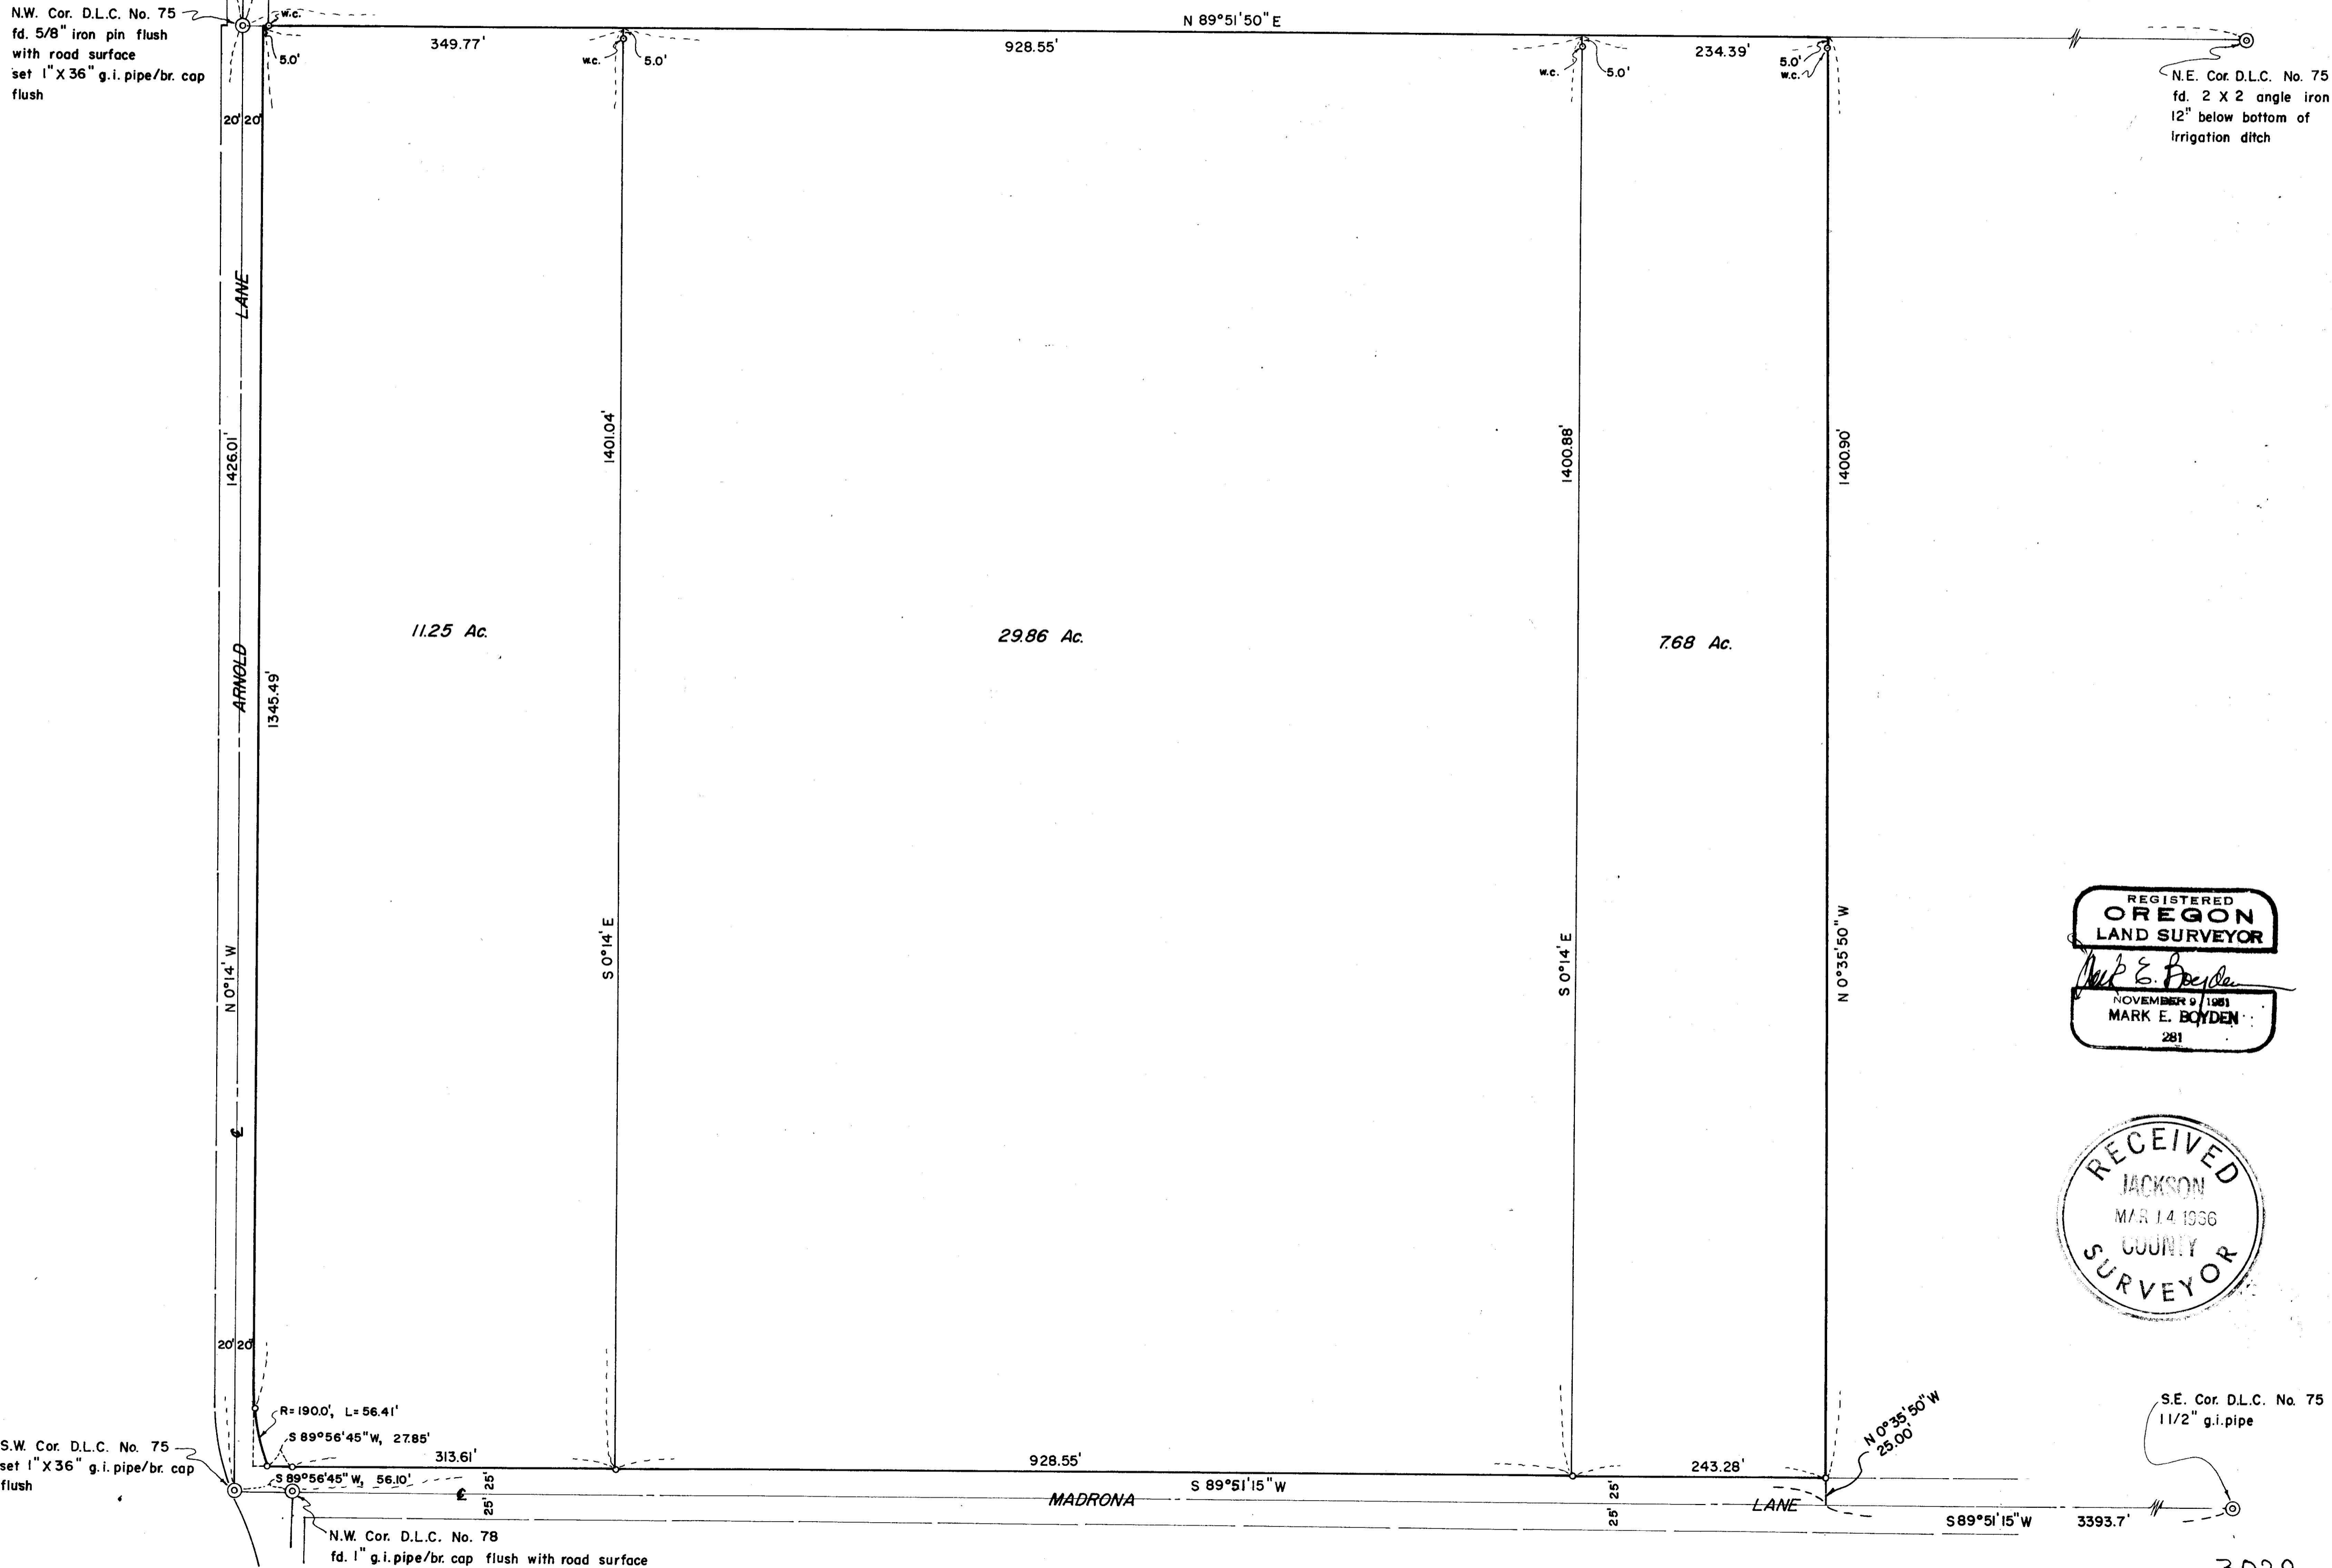 N.W. Cor. D.L.C. No. 75
fd. 5/8" iron pin flush
with road surface
set 1" X 36" g.i. pipe/br. cap
flush
w.c.
5.0'
349.77'
N 89°51'50" E
w.c.
5.0'
928.55'
w.c.
5.0'
234.39'
5.0'
w.c.
N.E. Cor. D.L.C. No. 75
fd. 2 X 2 angle iron
12" below bottom of
Irrigation ditch
20' 20'
LANE
1426.01'
1401.04'
1400.88'
1400.90'
11.25 Ac.
29.86 Ac.
7.68 Ac.
ARNOLD
1345.49'
N 0°14' W
S 0°14' E
S 0°14' E
N 0°35'50" W
REGISTERED
OREGON
LAND SURVEYOR
Mark E. Boyden
NOVEMBER 9, 1951
MARK E. BOYDEN
281
RECEIVED
JACKSON
MAR 14 1966
COUNTY
SURVEYOR
℄
20' 20'
R= 190.0', L= 56.41'
S 89°56'45" W, 27.85'
313.61'
928.55'
243.28'
N 0°35'50" W
25.00'
S.E. Cor. D.L.C. No. 75
1 1/2" g.i. pipe
S.W. Cor. D.L.C. No. 75
set 1" X 36" g.i. pipe/br. cap
flush
S 89°56'45" W, 56.10'
℄
25' 25'
S 89°51'15" W
MADRONA
LANE
25' 25'
S 89°51'15" W 3393.7'
N.W. Cor. D.L.C. No. 78
fd. 1" g.i. pipe/br. cap flush with road surface